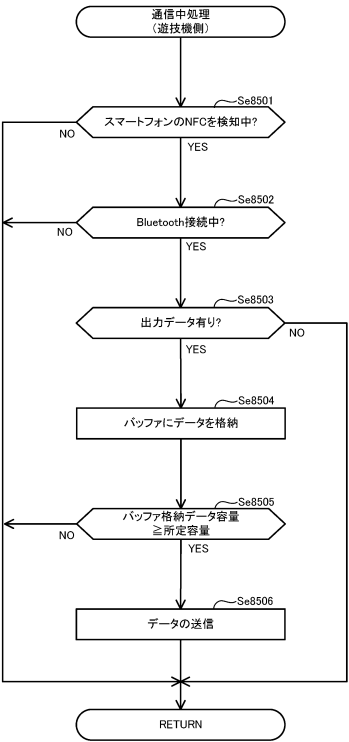 通信中処理
（遊技機側）
Se8501
スマートフォンのNFCを検知中?
NO
YES
Se8502
Bluetooth接続中?
NO
YES
Se8503
出力データ有り?
NO
YES
Se8504
バッファにデータを格納
Se8505
バッファ格納データ容量
≧所定容量
NO
YES
Se8506
データの送信
RETURN